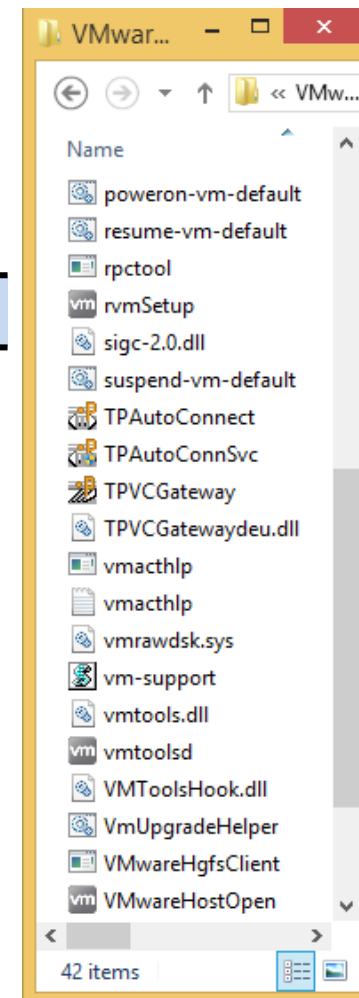 VMwar...
« VMw...
Name
poweron-vm-default
resume-vm-default
rpctool
rvmSetup
sigc-2.0.dll
suspend-vm-default
TPAutoConnect
TPAutoConnSvc
TPVCGateway
TPVCGatewaydeu.dll
vmacthlp
vmacthlp
vmrawdsk.sys
vm-support
vmtools.dll
vmtoolsd
VMToolsHook.dll
VmUpgradeHelper
VMwareHgfsClient
VMwareHostOpen
42 items